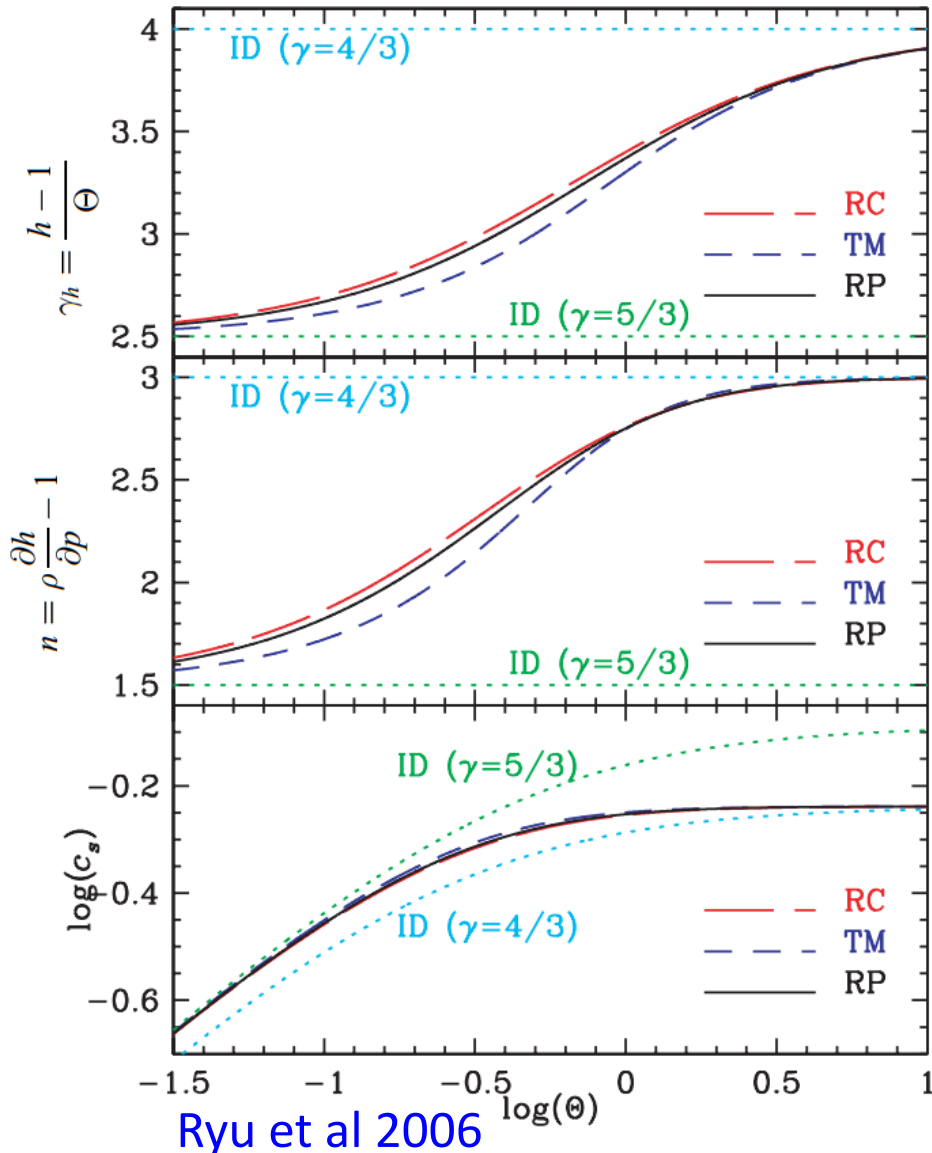 4
ID (γ=4/3)
3.5
γₕ = (h − 1)/Θ
3
RC
TM
RP
ID (γ=5/3)
2.5
3
ID (γ=4/3)
2.5
n = ρ ∂h/∂p − 1
2
RC
TM
RP
ID (γ=5/3)
1.5
ID (γ=5/3)
−0.2
log(cₛ)
−0.4
ID (γ=4/3)
RC
TM
RP
−0.6
−1.5 −1 −0.5 0 0.5 1
log(Θ)
Ryu et al 2006